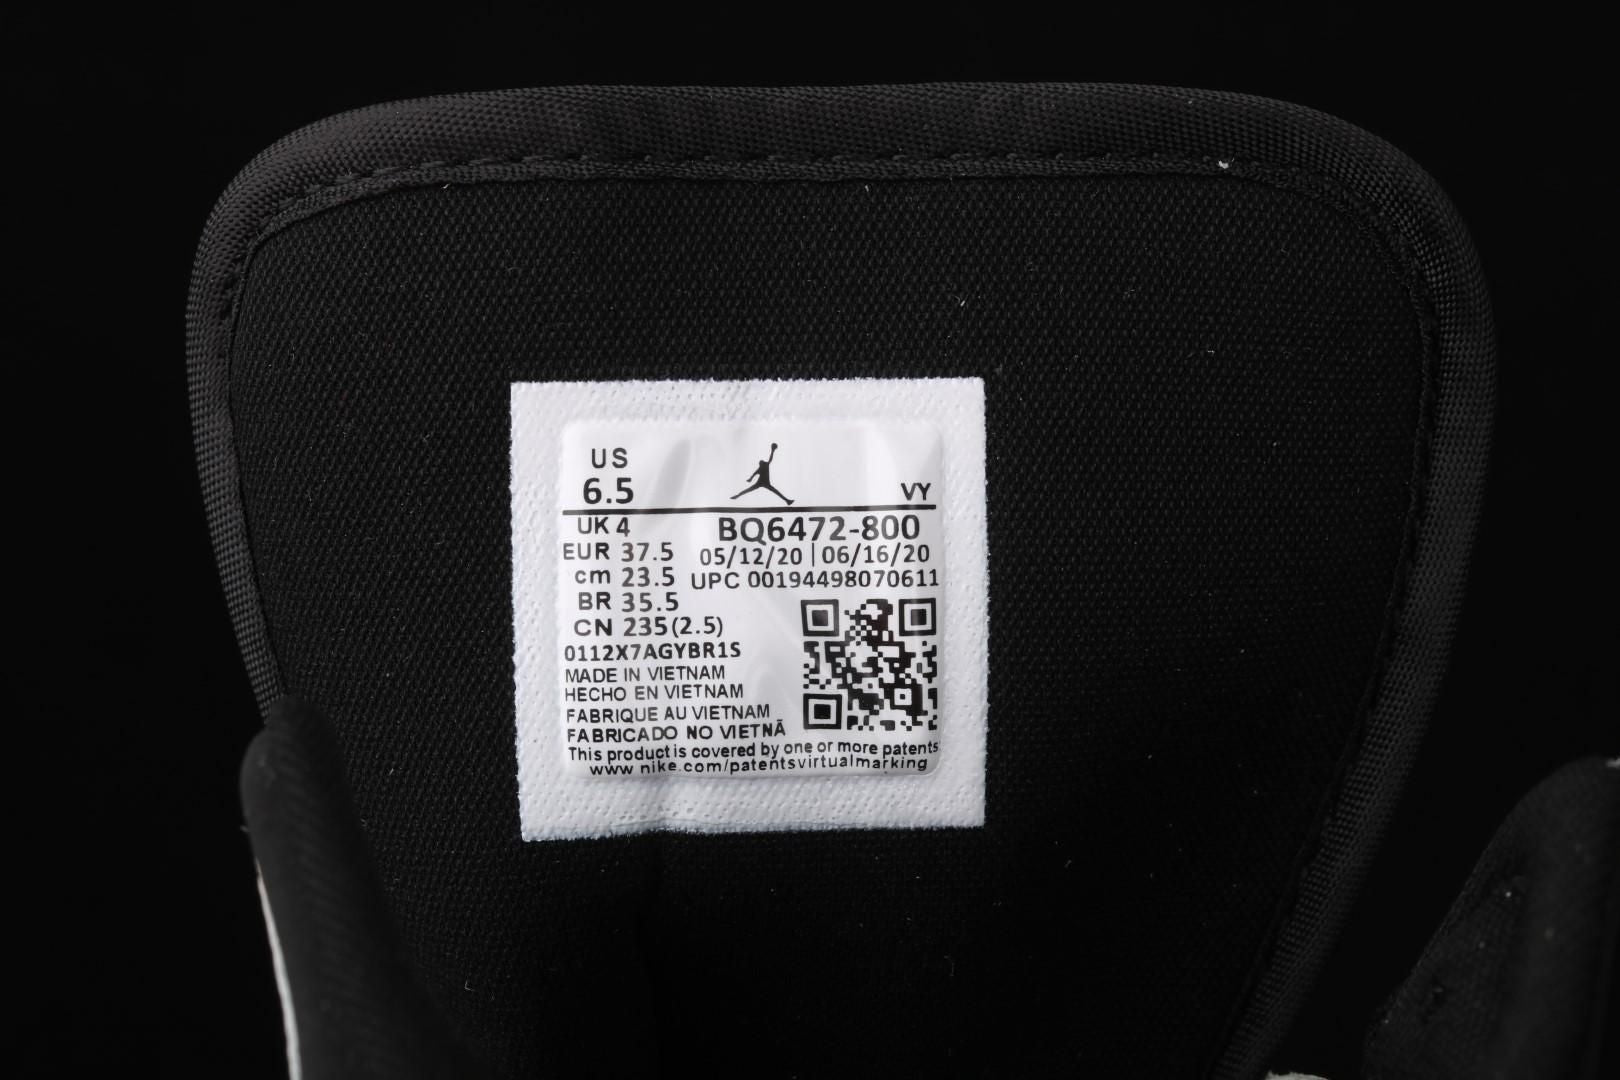 US
6.5
VY
UK 4
BQ6472-800
EUR 37.5
05/12/20 | 06/16/20
cm 23.5
UPC 00194498070611
BR 35.5
CN 235(2.5)
0112X7AGYBR1S
MADE IN VIETNAM
HECHO EN VIETNAM
FABRIQUE AU VIETNAM
FABRICADO NO VIETNÃ
This product is covered by one or more patents
www nike.com/patentsvirtualmarking